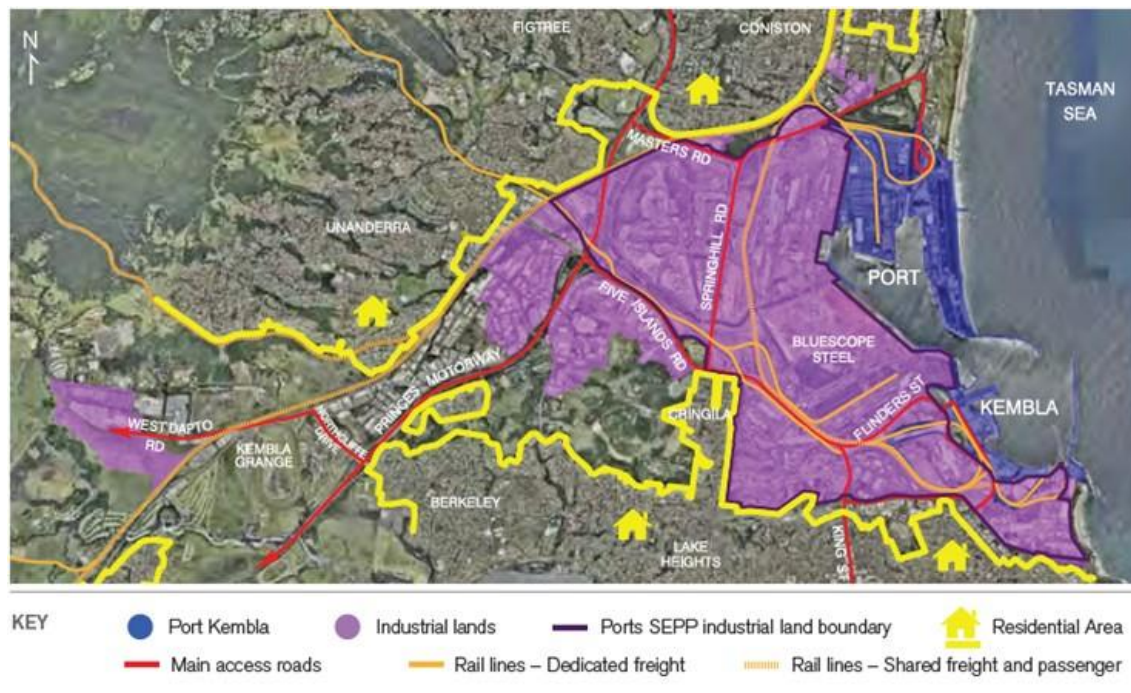 N
FIGTREE
CONISTON
TASMAN
SEA
MASTERS RD
UNANDERRA
SPRINGHILL RD
PORT
FIVE ISLANDS RD
BLUESCOPE
STEEL
PRINCES MOTORWAY
FLINDERS ST
KEMBLA
CRINGILA
WEST DAPTO
RD
NORTHCLIFFE
DRIVE
KEMBLA
GRANGE
BERKELEY
LAKE
HEIGHTS
KING ST
KEY
Port Kembla
Industrial lands
Ports SEPP industrial land boundary
Residential Area
Main access roads
Rail lines – Dedicated freight
Rail lines – Shared freight and passenger